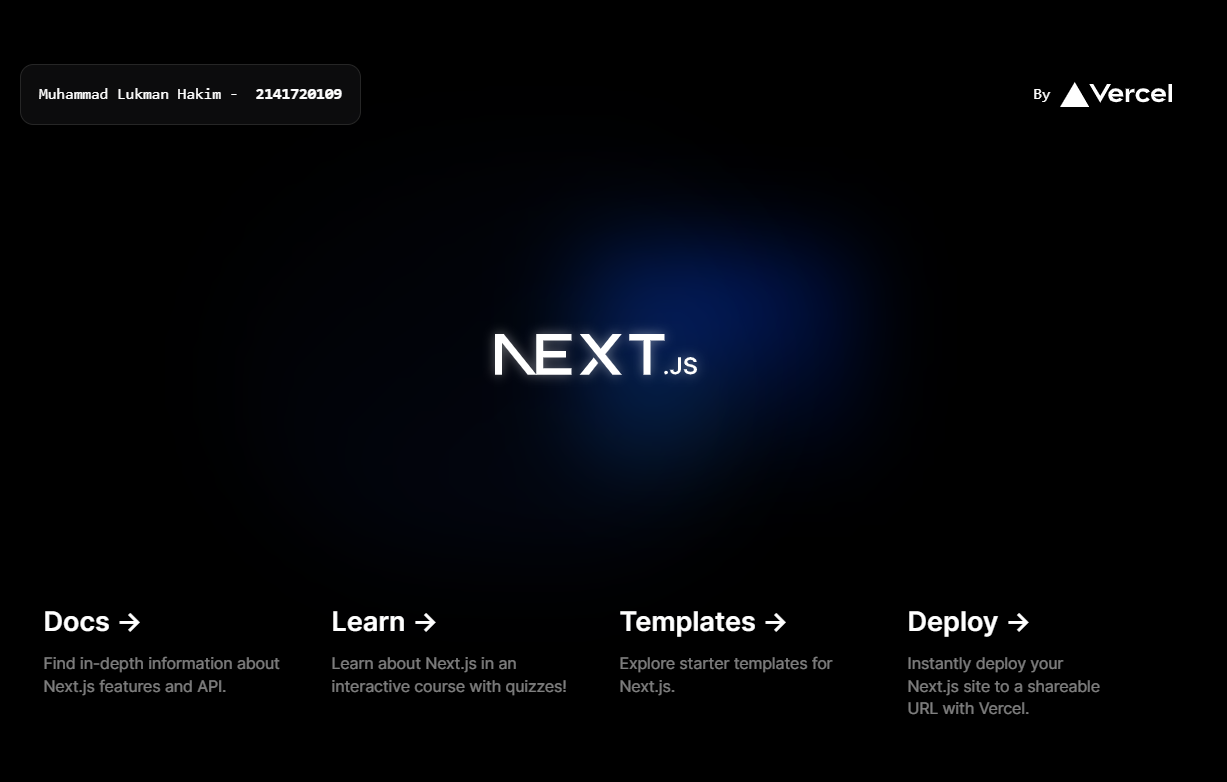 Muhammad Lukman Hakim - 2141720109
By Vercel
NEXT.JS
Docs ->
Find in-depth information about
Next.js features and API.
Learn ->
Learn about Next.js in an
interactive course with quizzes!
Templates ->
Explore starter templates for
Next.js.
Deploy ->
Instantly deploy your
Next.js site to a shareable
URL with Vercel.